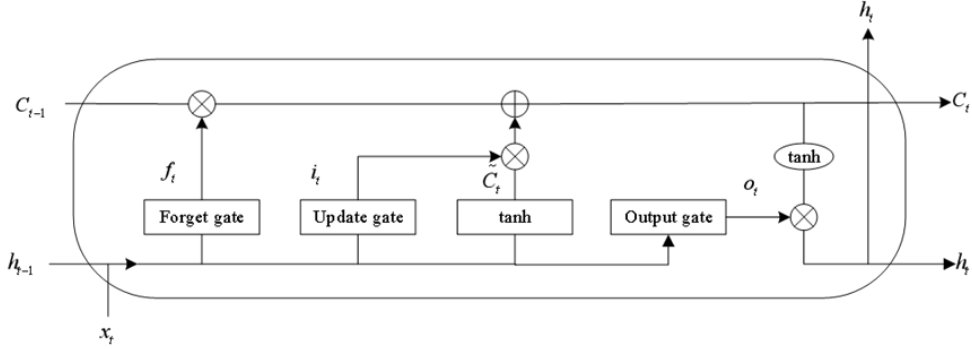 h_t
C_{t-1}
C_t
tanh
f_t
i_t
C̃_t
o_t
Forget gate
Update gate
tanh
Output gate
h_{t-1}
h_t
x_t